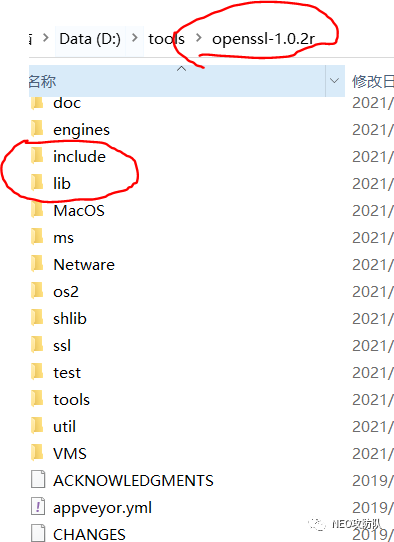 Data (D:) > tools > openssl-1.0.2r
名称 修改日
doc 2021/
engines 2021/
include 2021/
lib 2021/
MacOS 2021/
ms 2021/
Netware 2021/
os2 2021/
shlib 2021/
ssl 2021/
test 2021/
tools 2021/
util 2021/
VMS 2021/
ACKNOWLEDGMENTS 2019/
appveyor.yml 2019/
CHANGES 2019/
NEO攻防队